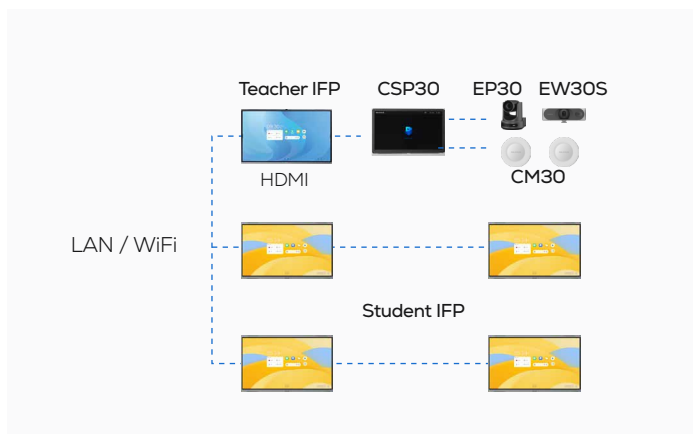 Teacher IFP CSP30 EP30 EW30S
HDMI
CM30
LAN / WiFi
Student IFP